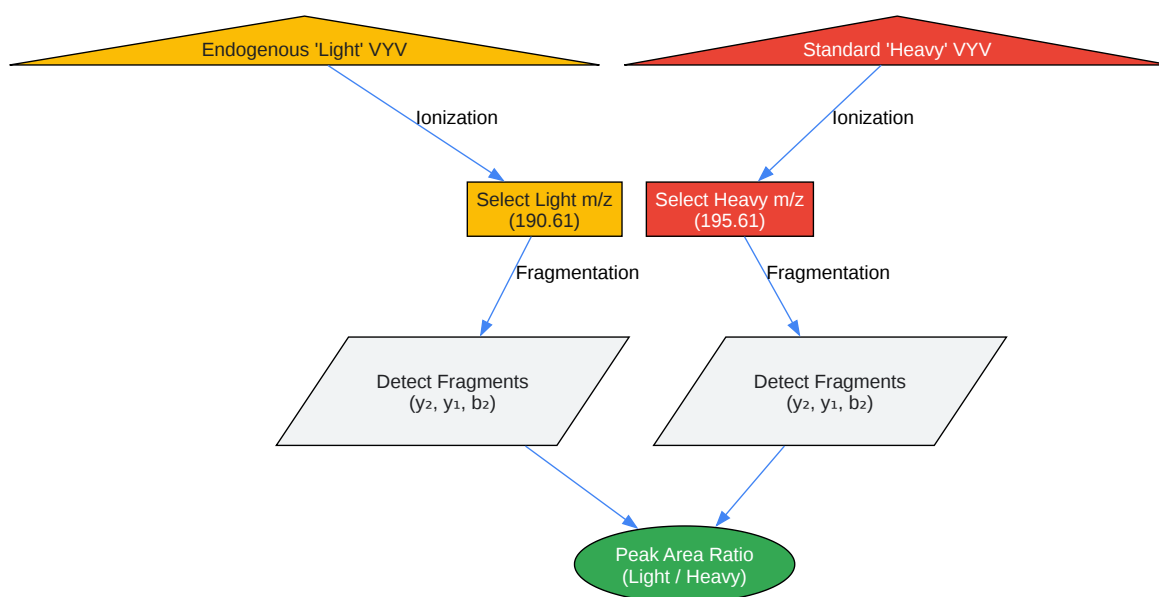 Endogenous 'Light' VYV
Standard 'Heavy' VYV
Ionization
Ionization
Select Light m/z
(190.61)
Select Heavy m/z
(195.61)
Fragmentation
Fragmentation
Detect Fragments
(y₂, y₁, b₂)
Detect Fragments
(y₂, y₁, b₂)
Peak Area Ratio
(Light / Heavy)